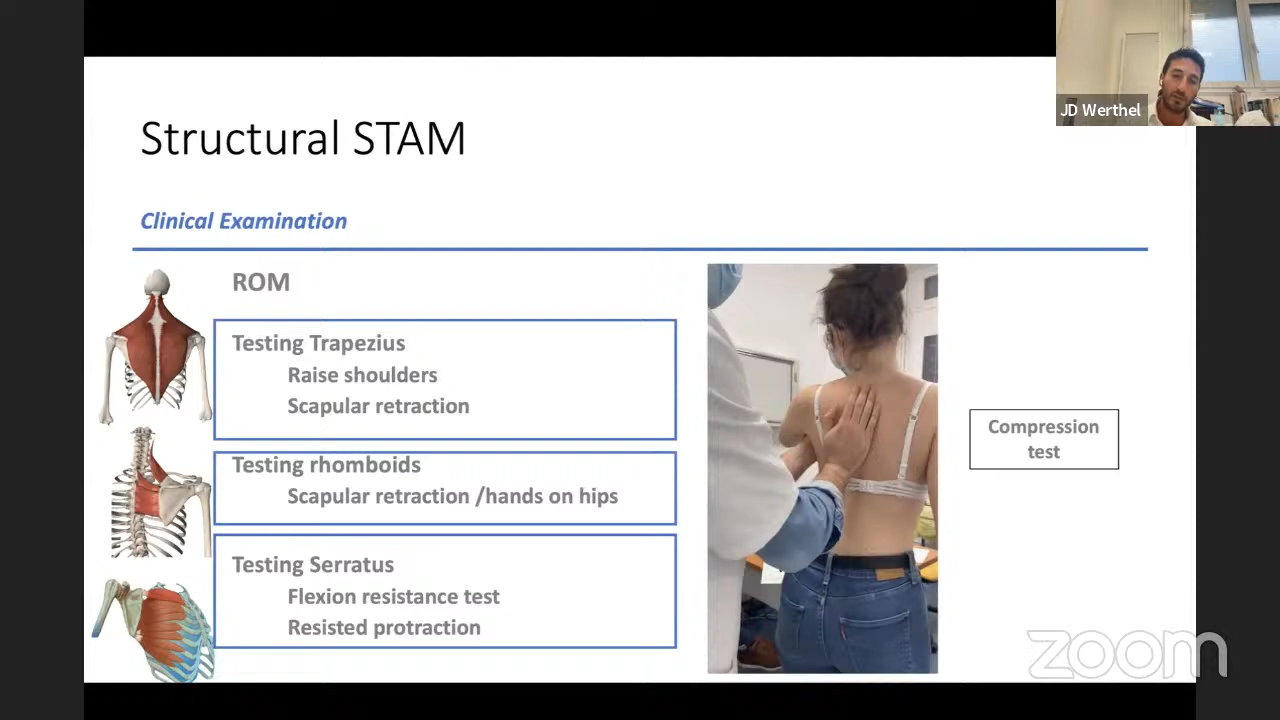 JD Werthel
Structural STAM
Clinical Examination
ROM
Testing Trapezius
Raise shoulders
Scapular retraction
Testing rhomboids
Scapular retraction /hands on hips
Testing Serratus
Flexion resistance test
Resisted protraction
Compression
test
zoom